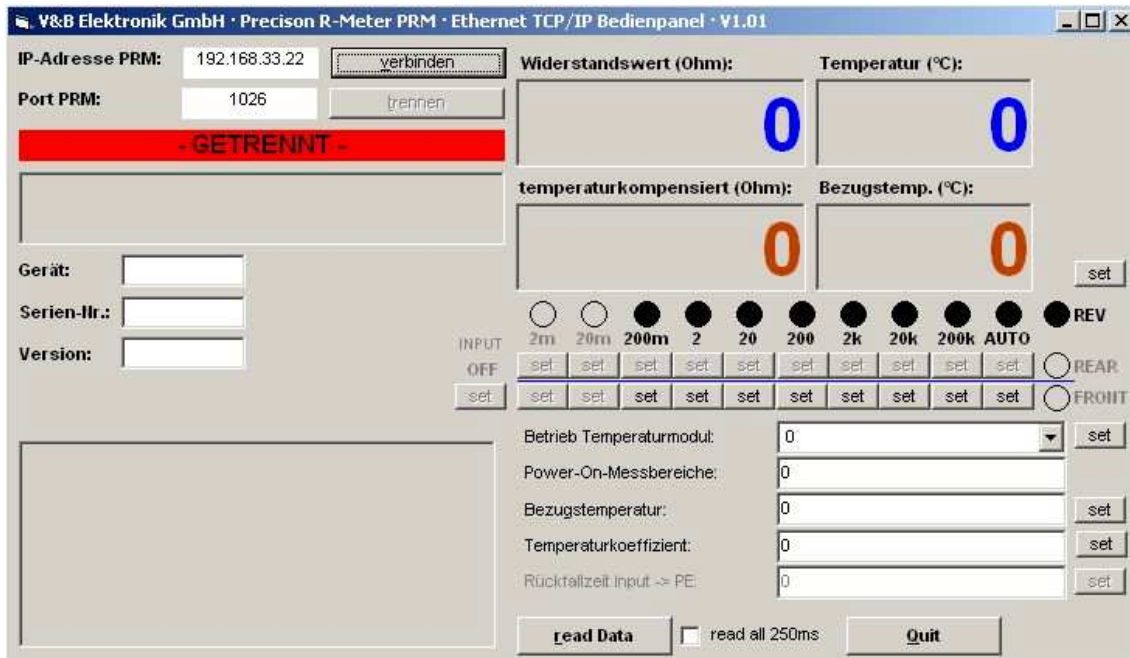 V&B Elektronik GmbH · Precison R-Meter PRM · Ethernet TCP/IP Bedienpanel · V1.01
IP-Adresse PRM: 192.168.33.22 verbinden
Port PRM: 1026 trennen
- GETRENNT -
Gerät:
Serien-Nr.:
Version:
Widerstandswert (Ohm): Temperatur (°C):
0 0
temperaturkompensiert (Ohm): Bezugstemp. (°C):
0 0
set
REV
INPUT 2m 20m 200m 2 20 200 2k 20k 200k AUTO
OFF set set set set set set set set set set REAR
set set set set set set set set set set set FRONT
Betrieb Temperaturmodul: 0 set
Power-On-Messbereiche: 0
Bezugstemperatur: 0 set
Temperaturkoeffizient: 0 set
Rückfallzeit Input -> PE: 0 set
read Data read all 250ms Quit